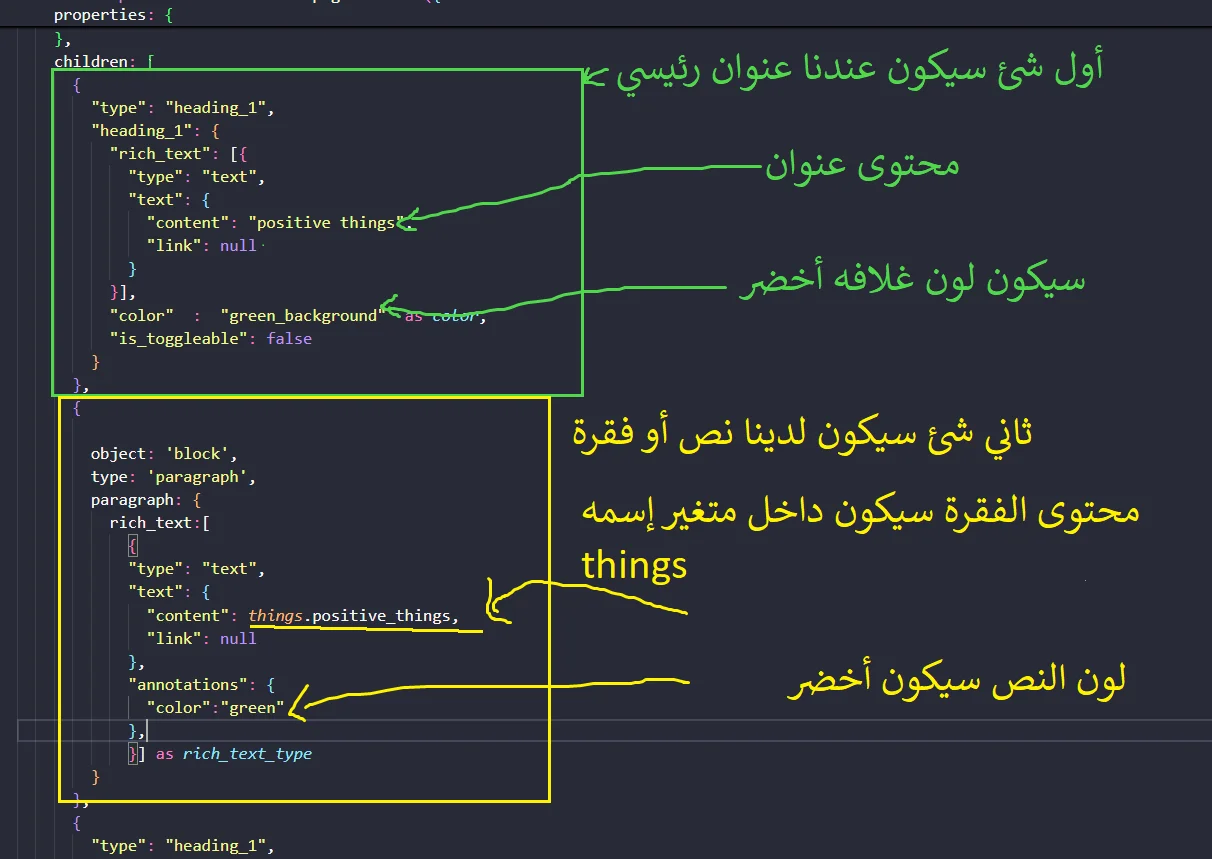 properties: {
},
children: [
أول شئ سيكون عندنا عنوان رئيسي
{
"type": "heading_1",
"heading_1": {
"rich_text": [{
محتوى عنوان
"type": "text",
"text": {
"content": "positive things",
"link": null
}
سيكون لون غلافه أخضر
}],
"color" : "green_background" as color,
"is_toggleable": false
}
},
{
ثاني شئ سيكون لدينا نص أو فقرة
object: 'block',
type: 'paragraph',
paragraph: {
محتوى الفقرة سيكون داخل متغير إسمه
things
rich_text:[
{
"type": "text",
"text": {
"content": things.positive_things,
"link": null
},
لون النص سيكون أخضر
"annotations": {
"color":"green"
},
}] as rich_text_type
}
},
{
"type": "heading_1",